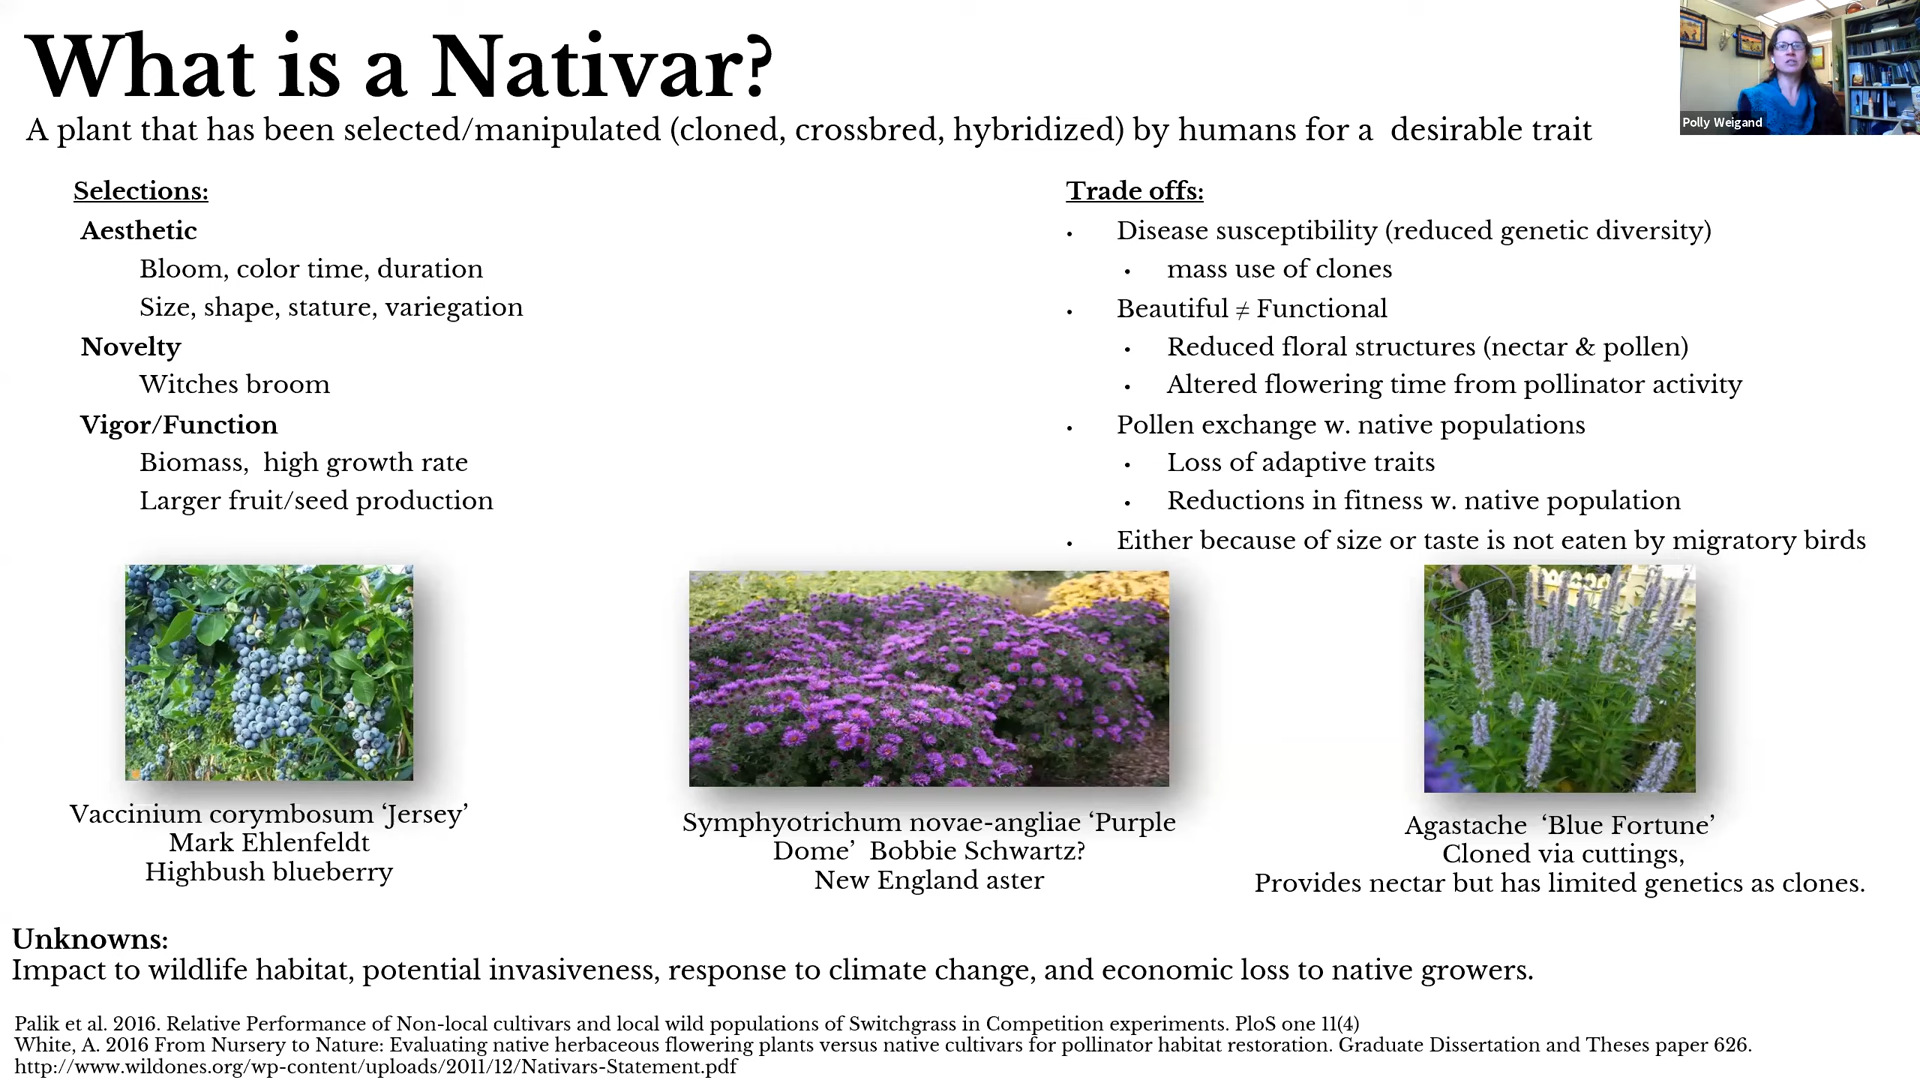 What is a Nativar?
A plant that has been selected/manipulated (cloned, crossbred, hybridized) by humans for a desirable trait
Polly Weigand
Selections:
Aesthetic
Bloom, color time, duration
Size, shape, stature, variegation
Novelty
Witches broom
Vigor/Function
Biomass, high growth rate
Larger fruit/seed production
Trade offs:
• Disease susceptibility (reduced genetic diversity)
• mass use of clones
• Beautiful ≠ Functional
• Reduced floral structures (nectar & pollen)
• Altered flowering time from pollinator activity
• Pollen exchange w. native populations
• Loss of adaptive traits
• Reductions in fitness w. native population
• Either because of size or taste is not eaten by migratory birds
Vaccinium corymbosum ‘Jersey’
Mark Ehlenfeldt
Highbush blueberry
Symphyotrichum novae-angliae ‘Purple
Dome’ Bobbie Schwartz?
New England aster
Agastache ‘Blue Fortune’
Cloned via cuttings,
Provides nectar but has limited genetics as clones.
Unknowns:
Impact to wildlife habitat, potential invasiveness, response to climate change, and economic loss to native growers.
Palik et al. 2016. Relative Performance of Non-local cultivars and local wild populations of Switchgrass in Competition experiments. PloS one 11(4)
White, A. 2016 From Nursery to Nature: Evaluating native herbaceous flowering plants versus native cultivars for pollinator habitat restoration. Graduate Dissertation and Theses paper 626.
http://www.wildones.org/wp-content/uploads/2011/12/Nativars-Statement.pdf